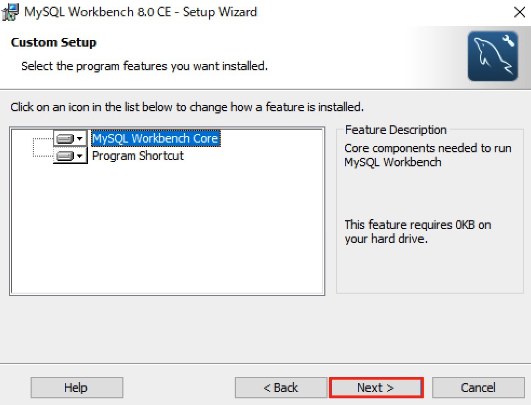 MySQL Workbench 8.0 CE - Setup Wizard
Custom Setup
Select the program features you want installed.
Click on an icon in the list below to change how a feature is installed.
MySQL Workbench Core
Program Shortcut
Feature Description
Core components needed to run
MySQL Workbench
This feature requires 0KB on
your hard drive.
Help
< Back
Next >
Cancel